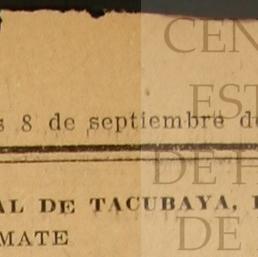 CEN
EST
s 8 de septiembre de
DE H
AL DE TACUBAYA,
DE
MATE